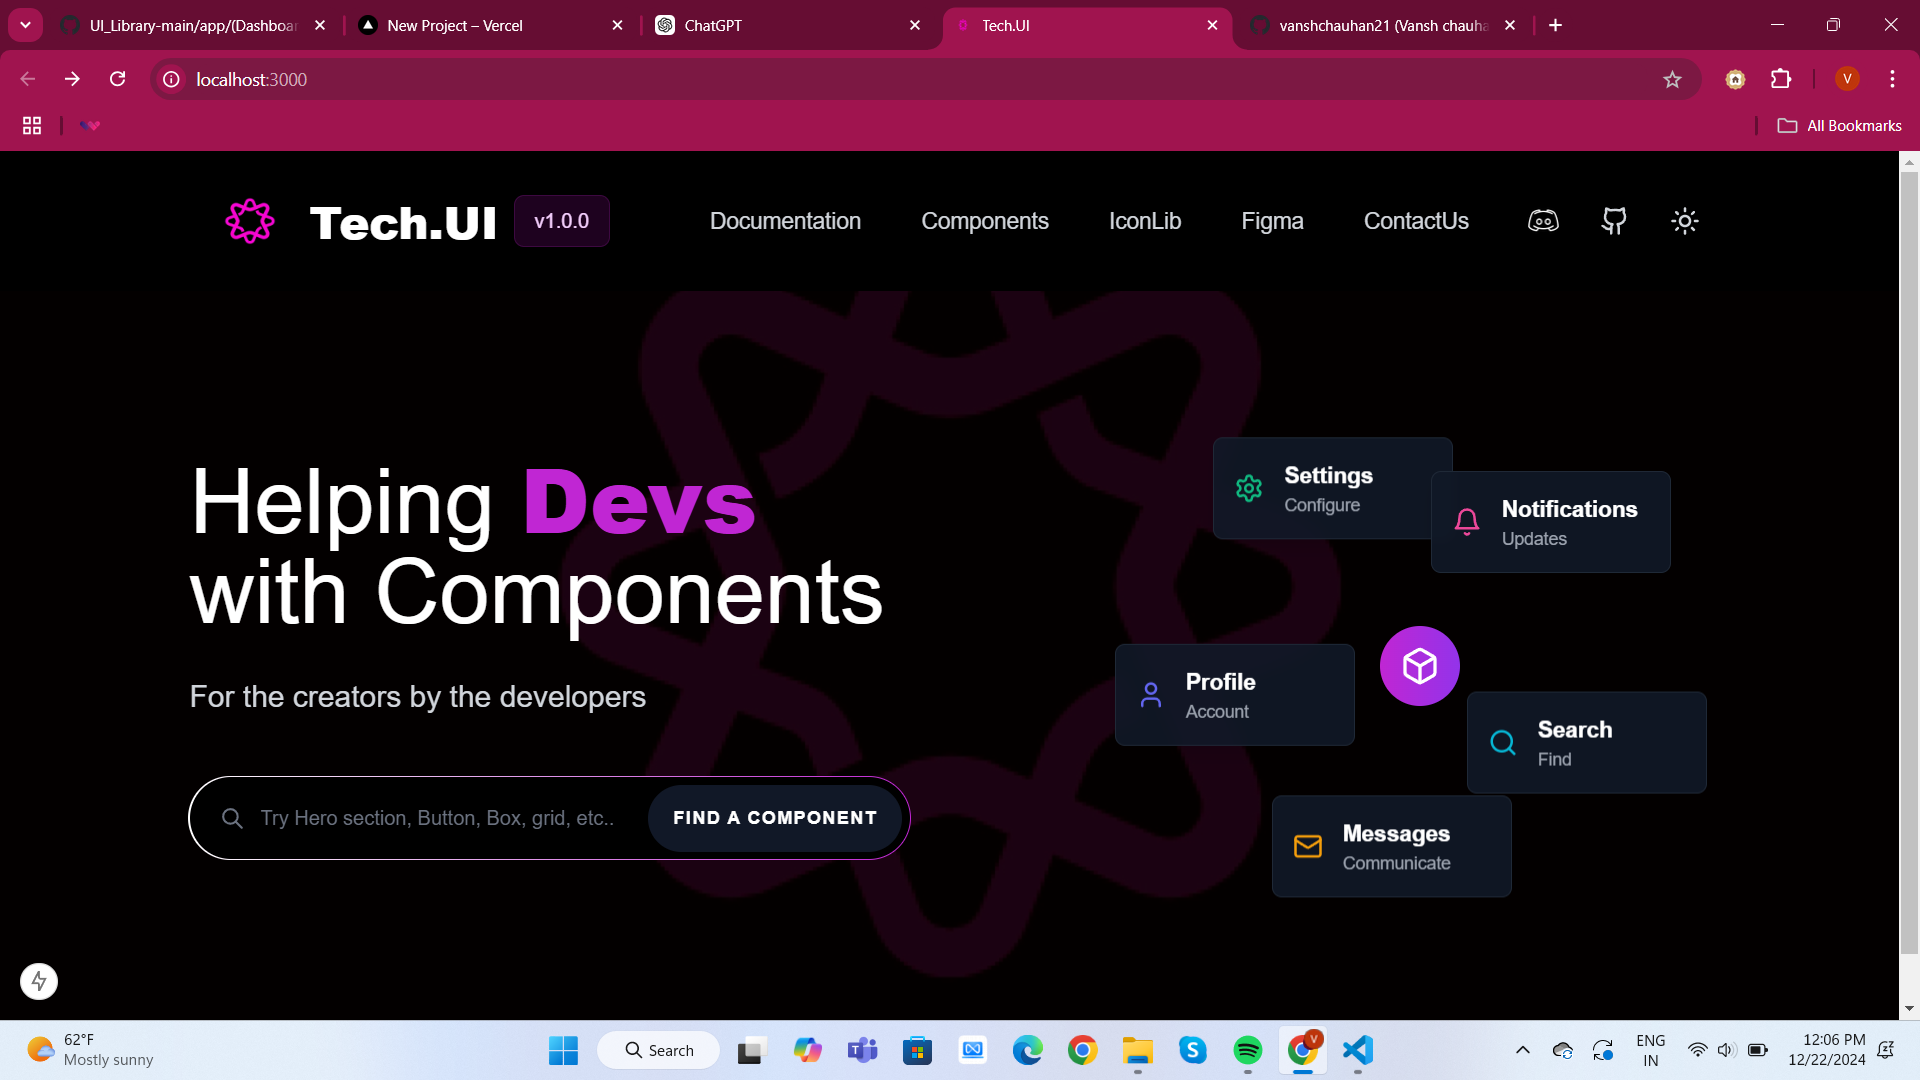 UI_Library-main/app/(Dashboa
New Project – Vercel
ChatGPT
Tech.UI
vanshchauhan21 (Vansh chauha
localhost:3000
V
All Bookmarks
Tech.UI
v1.0.0
Documentation
Components
IconLib
Figma
ContactUs
Helping Devs
with Components
For the creators by the developers
Try Hero section, Button, Box, grid, etc..
FIND A COMPONENT
Settings
Configure
Notifications
Updates
Profile
Account
Search
Find
Messages
Communicate
62°F
Mostly sunny
Search
V
ENG
IN
12:06 PM
12/22/2024